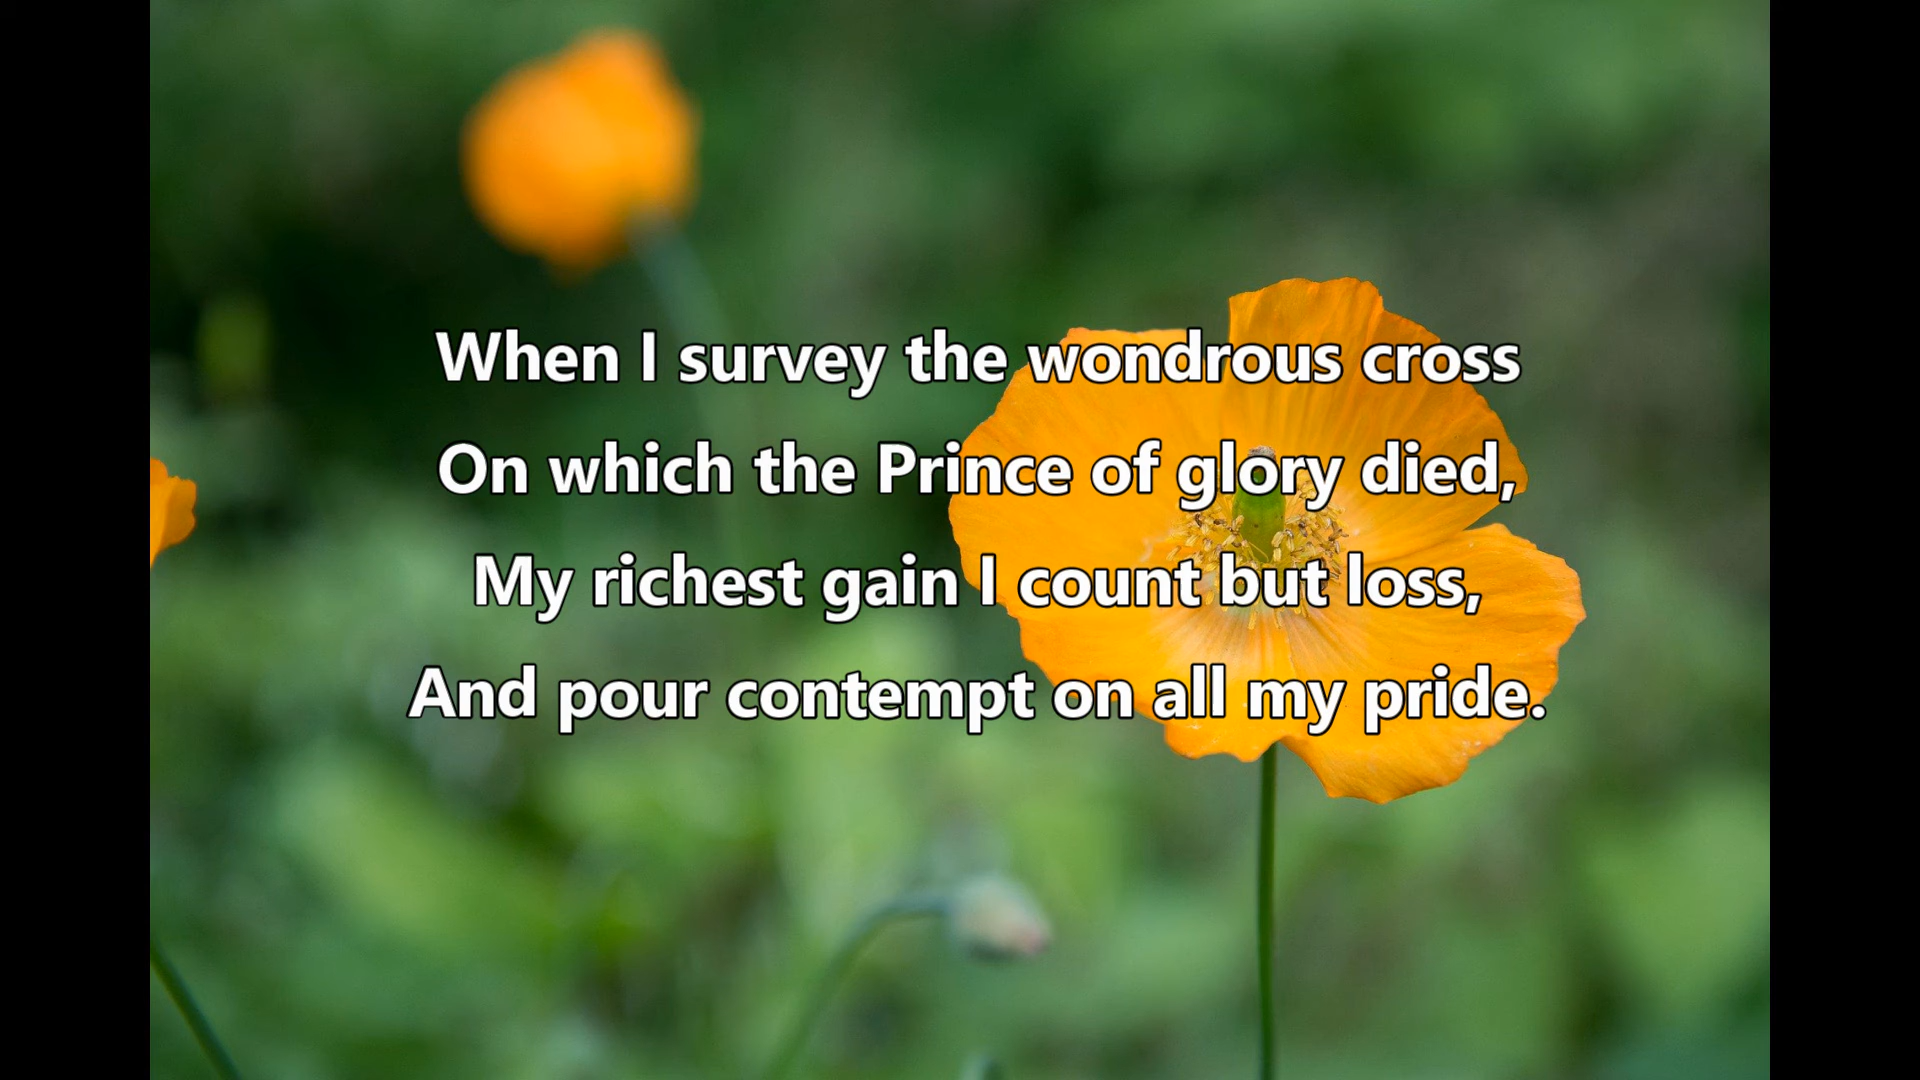 When I survey the wondrous cross
On which the Prince of glory died,
My richest gain I count but loss,
And pour contempt on all my pride.